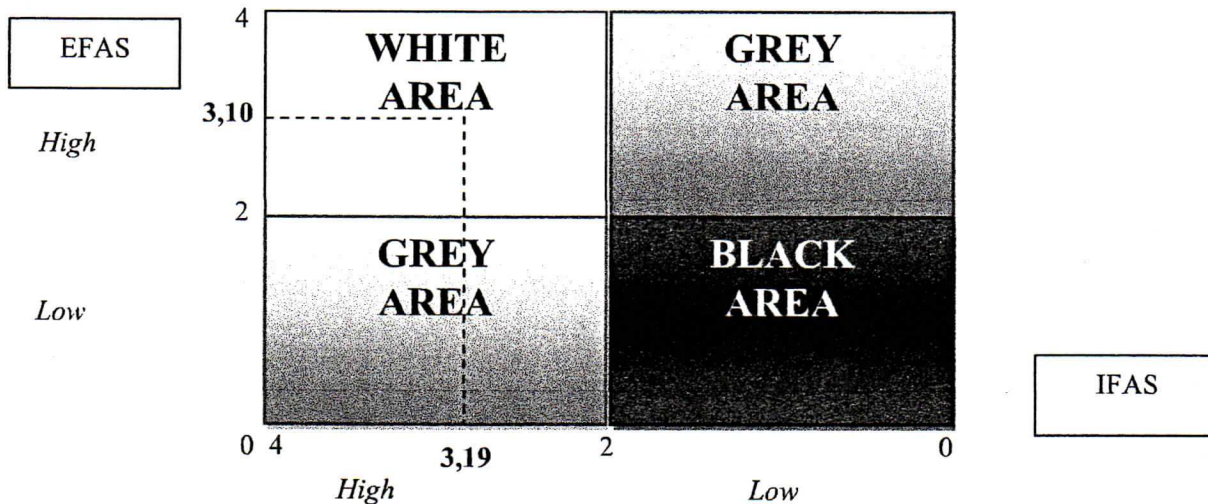 4
EFAS
WHITE
AREA
GREY
AREA
3,10
High
2
GREY
AREA
BLACK
AREA
Low
IFAS
0 4
3,19
2
0
High
Low